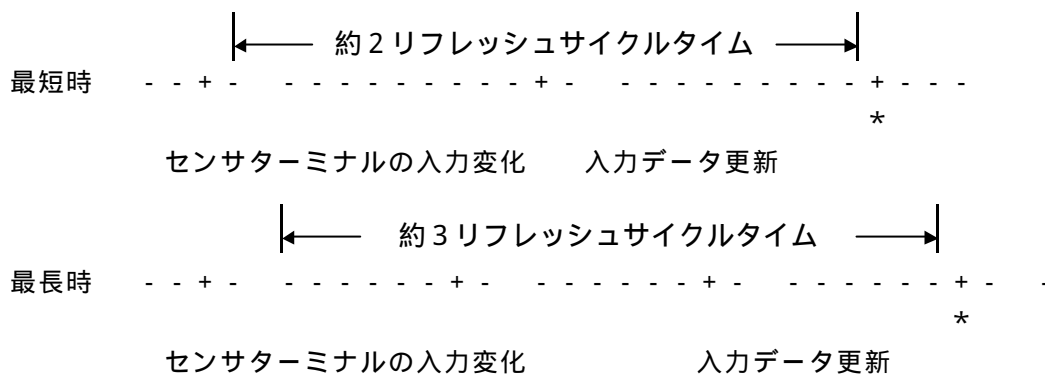 約2リフレッシュサイクルタイム
最短時 - - + - - - - - - - - - - + - - - - - - - - - - + - - -
*
センサターミナルの入力変化 入力データ更新
約3リフレッシュサイクルタイム
最長時 - - + - - - - - - - + - - - - - - - + - - - - - - - + - -
*
センサターミナルの入力変化 入力データ更新